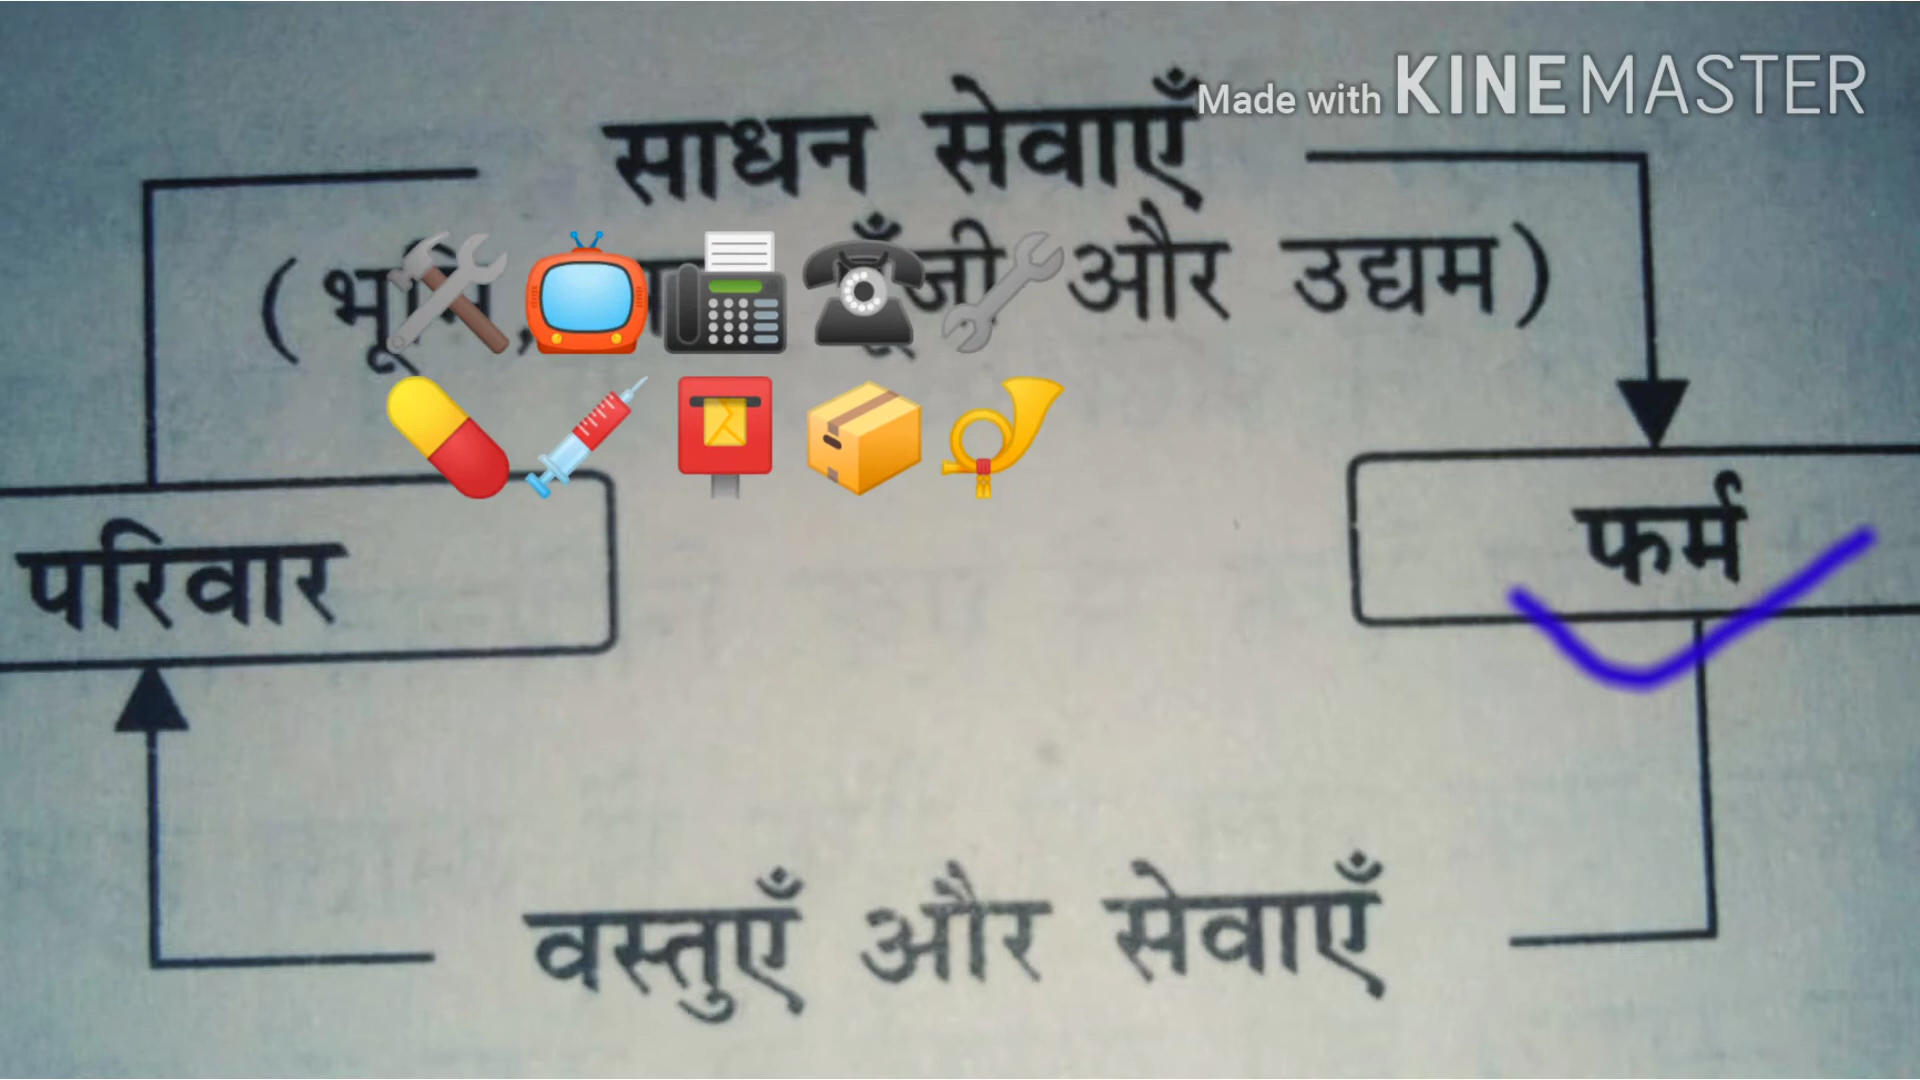 Made with KINEMASTER
साधन सेवाएँ
और उद्यम)
परिवार
फर्म
वस्तुएँ और सेवाएँ